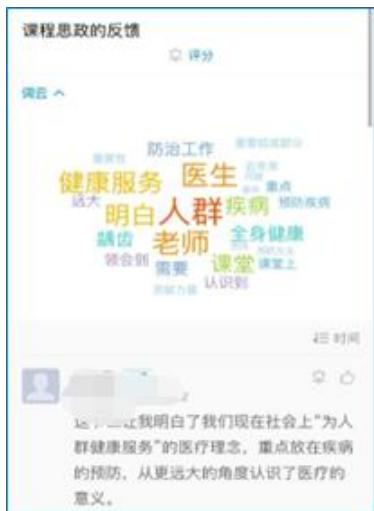 课程思政的反馈
评分
词云
防治工作
健康服务 医生
远大 明白 人群 疾病 重点 预防疾病
龋齿 老师 全身健康
领会到 需要 课堂 课堂上
认识到
时间
让我明白了我们现在社会上“为人
群健康服务”的医疗理念，重点放在疾病
的预防，从更远大的角度认识了医疗的
意义。